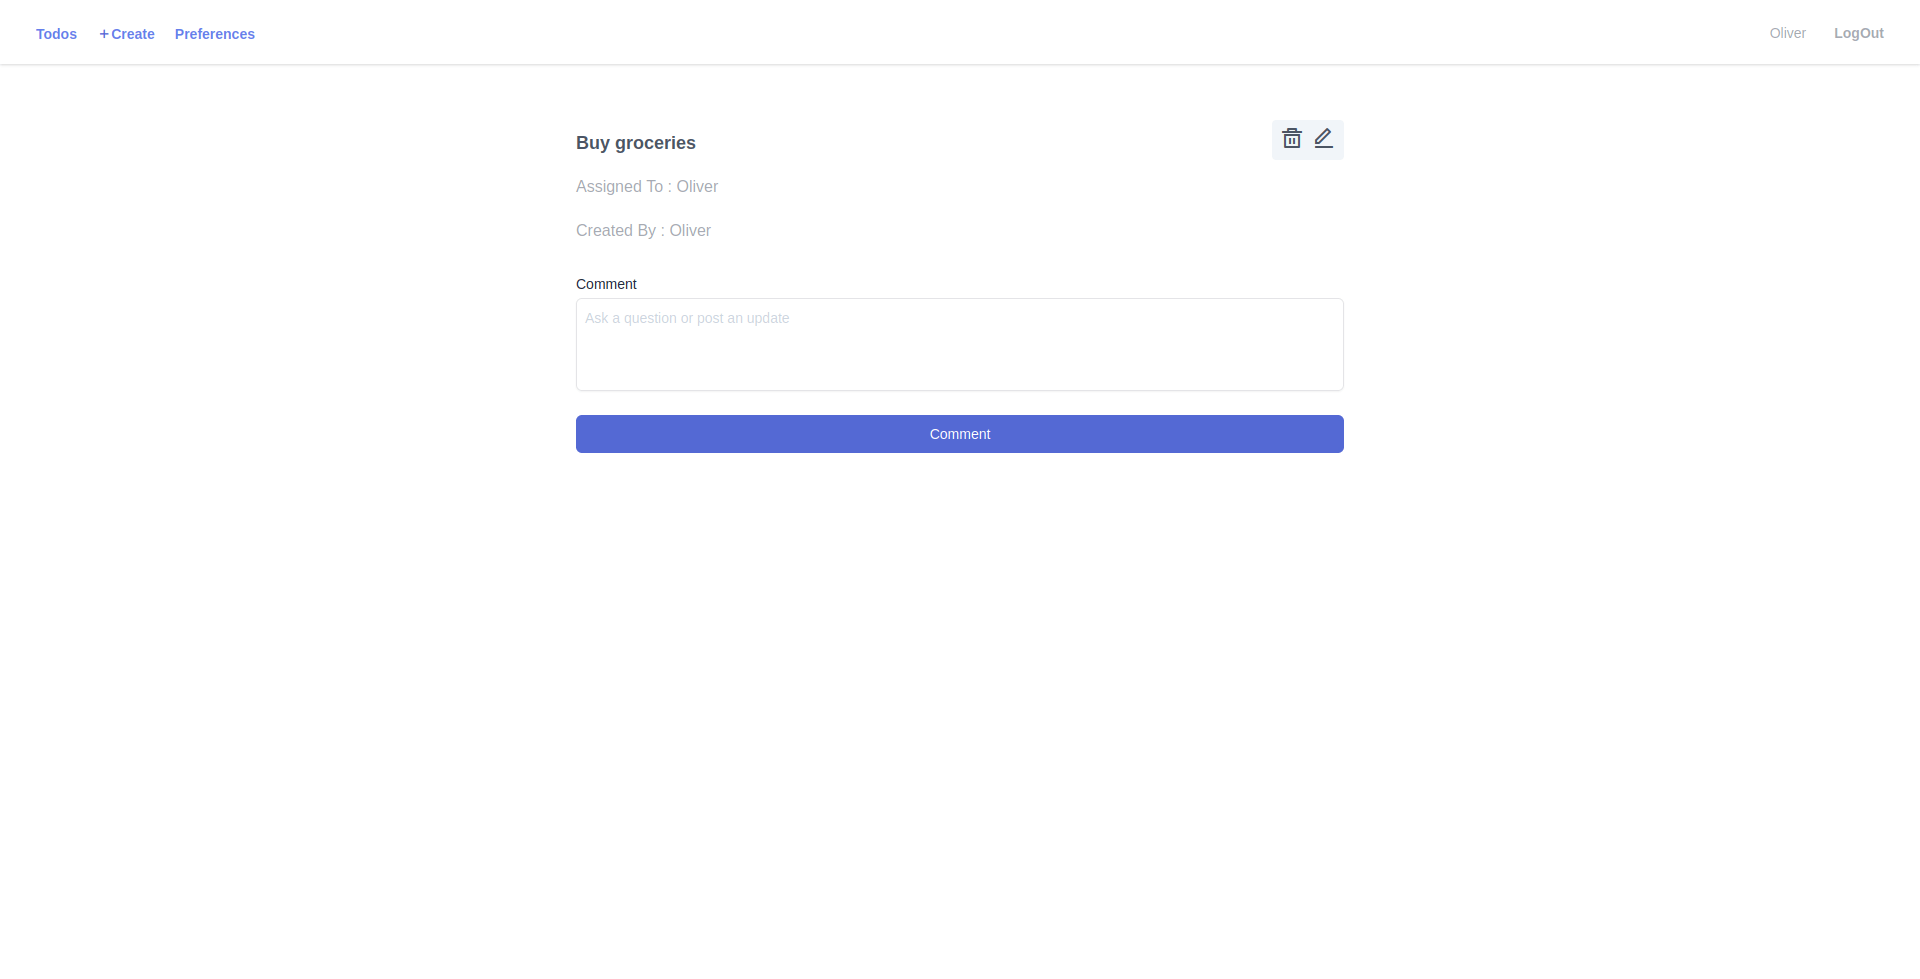 Todos +Create Preferences Oliver LogOut
Buy groceries
Assigned To : Oliver
Created By : Oliver
Comment
Ask a question or post an update
Comment